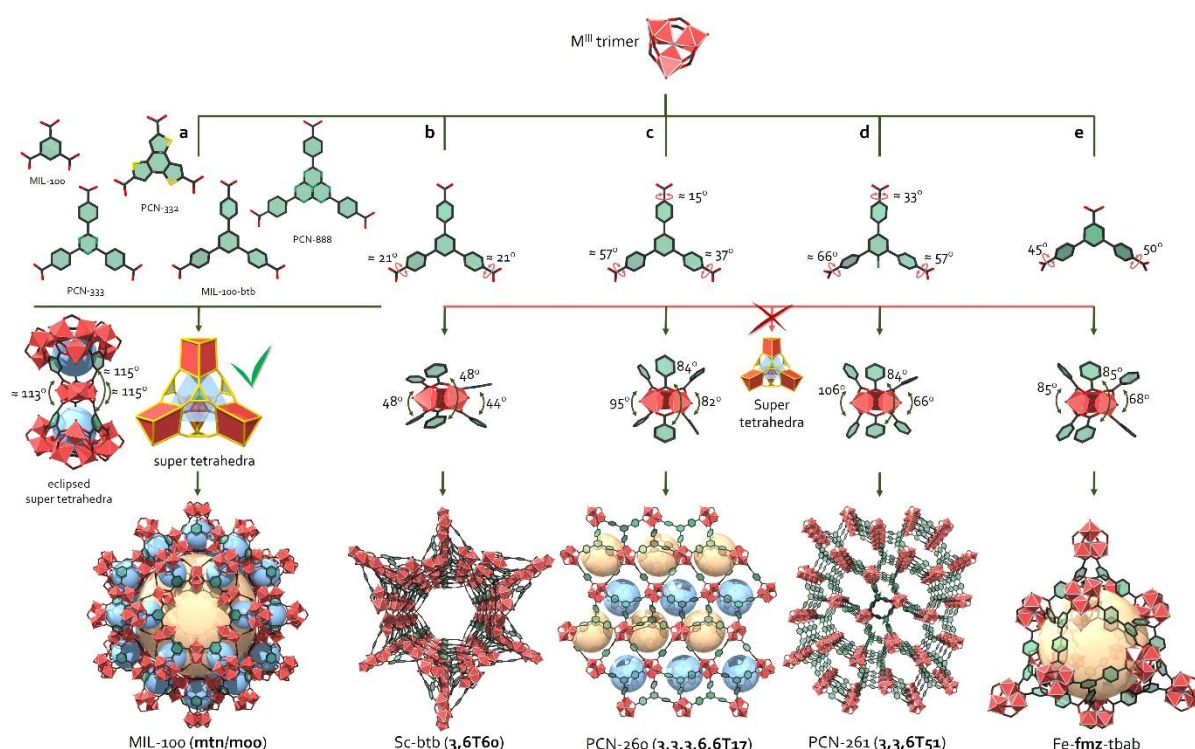 Mᴵᴵᴵ trimer
a
b
c
d
e
MIL-100
PCN-332
PCN-333
MIL-100-btb
PCN-888
≈ 21°
≈ 21°
≈ 15°
≈ 57°
≈ 37°
≈ 33°
≈ 66°
≈ 57°
45°
50°
≈ 113°
≈ 115°
≈ 115°
eclipsed
super tetrahedra
super tetrahedra
48°
48°
44°
84°
95°
82°
Super
tetrahedra
84°
106°
66°
85°
85°
68°
MIL-100 (mtn/moo)
Sc-btb (3,6T60)
PCN-260 (3,3,3,6,6T17)
PCN-261 (3,3,6T51)
Fe-fmz-tbab